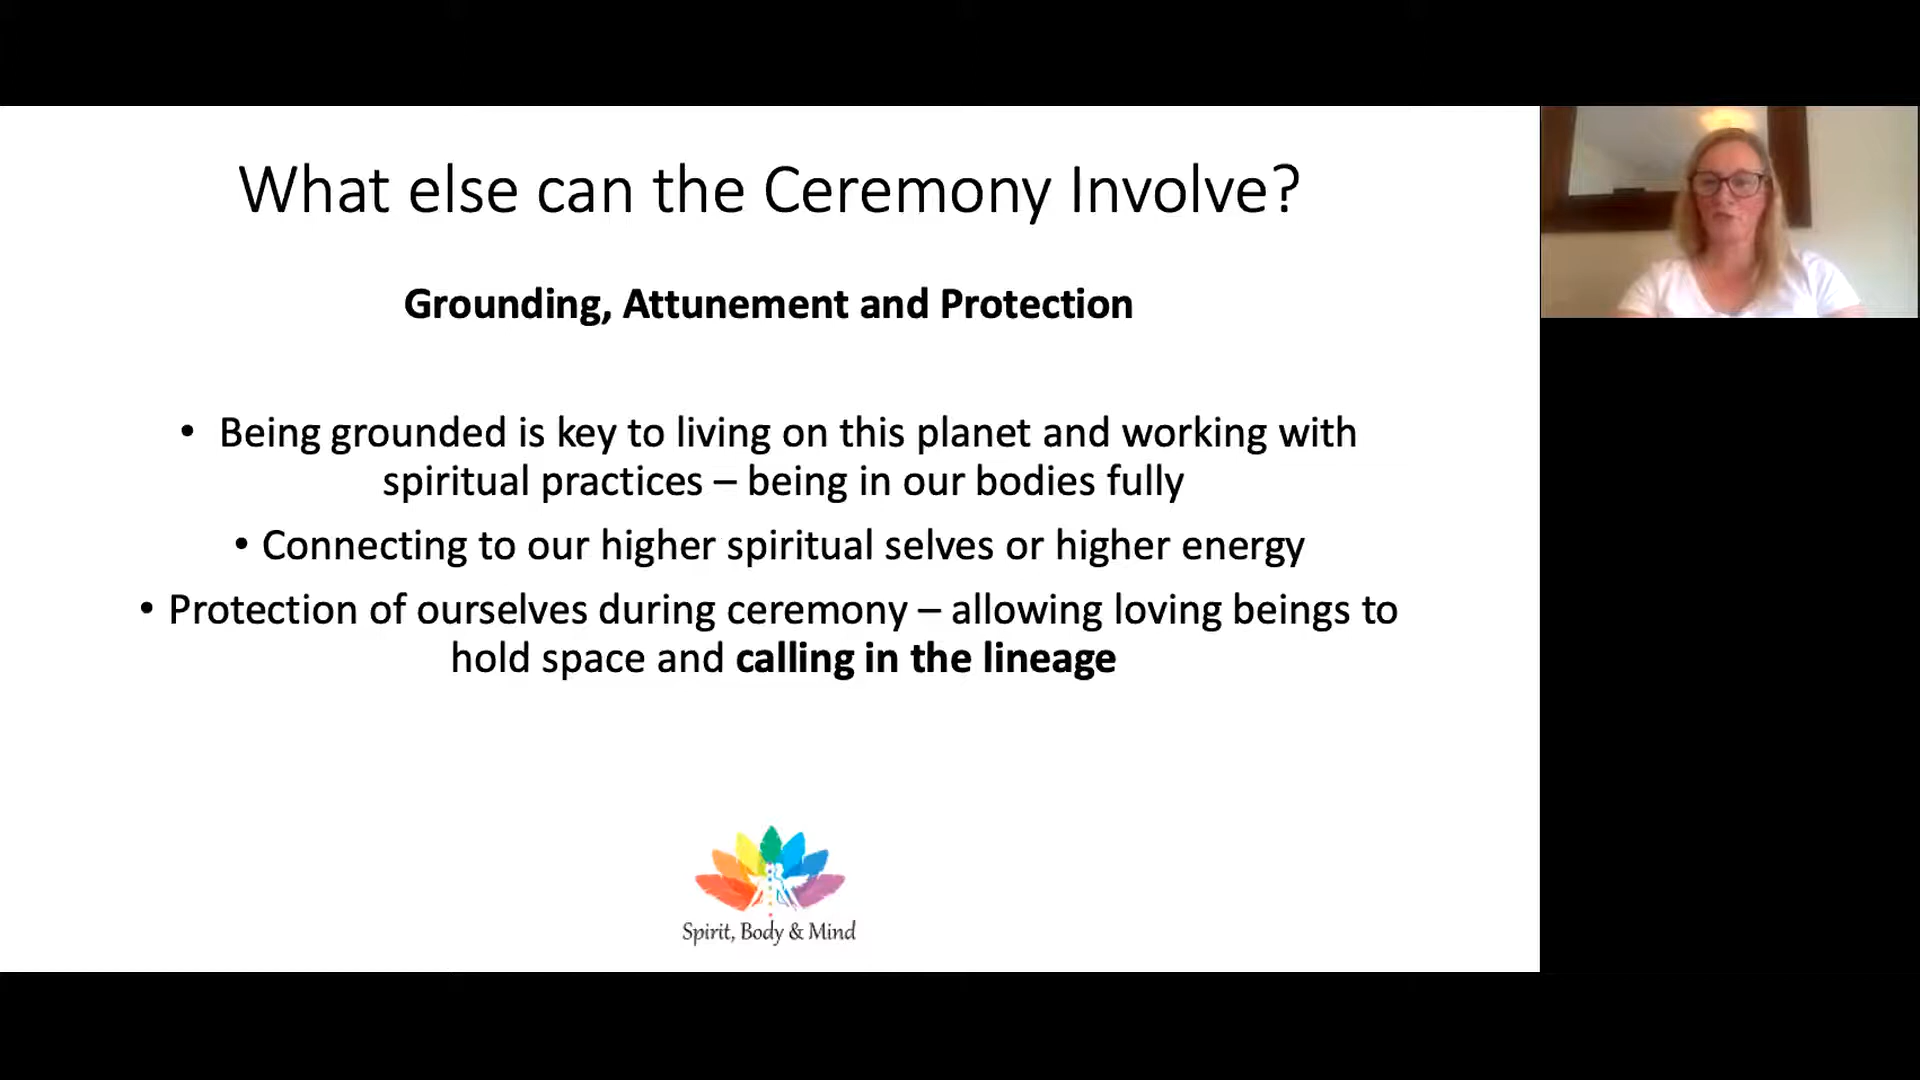 What else can the Ceremony Involve?
Grounding, Attunement and Protection
• Being grounded is key to living on this planet and working with
spiritual practices – being in our bodies fully
• Connecting to our higher spiritual selves or higher energy
• Protection of ourselves during ceremony – allowing loving beings to
hold space and calling in the lineage
Spirit, Body & Mind